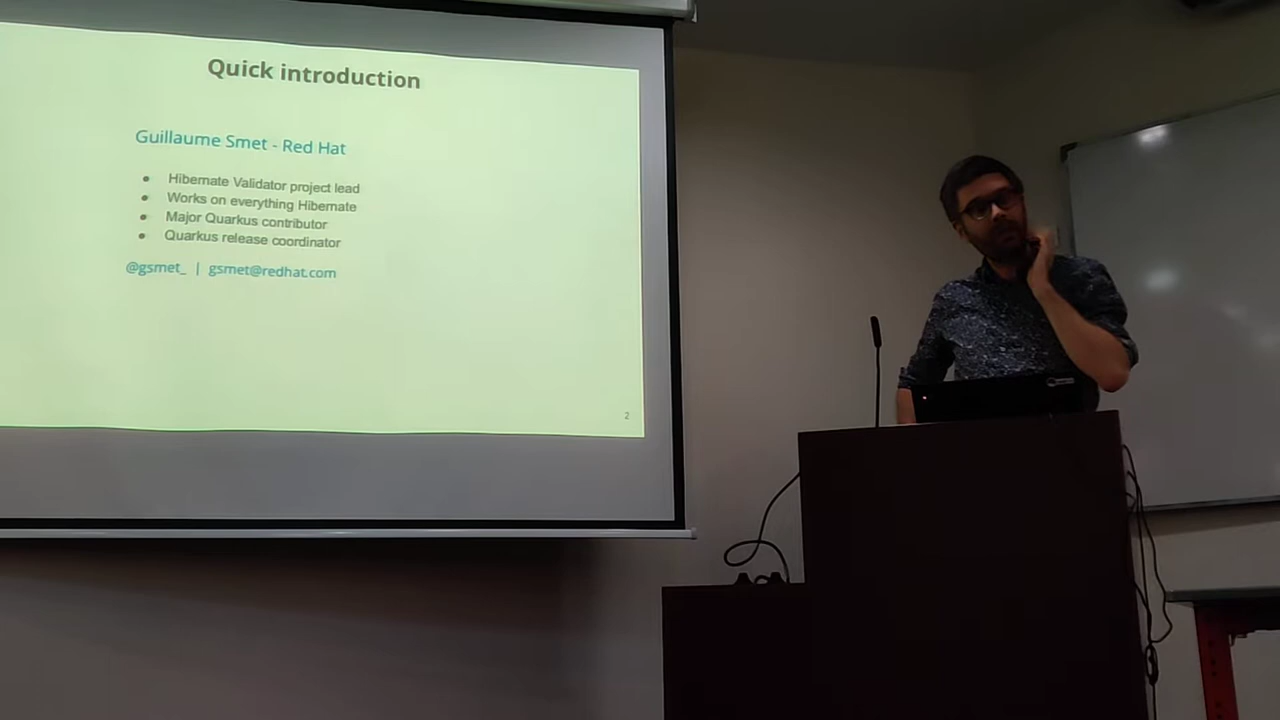 Quick introduction
Guillaume Smet - Red Hat
• Hibernate Validator project lead
• Works on everything Hibernate
• Major Quarkus contributor
• Quarkus release coordinator
@gsmet_ | gsmet@redhat.com
2